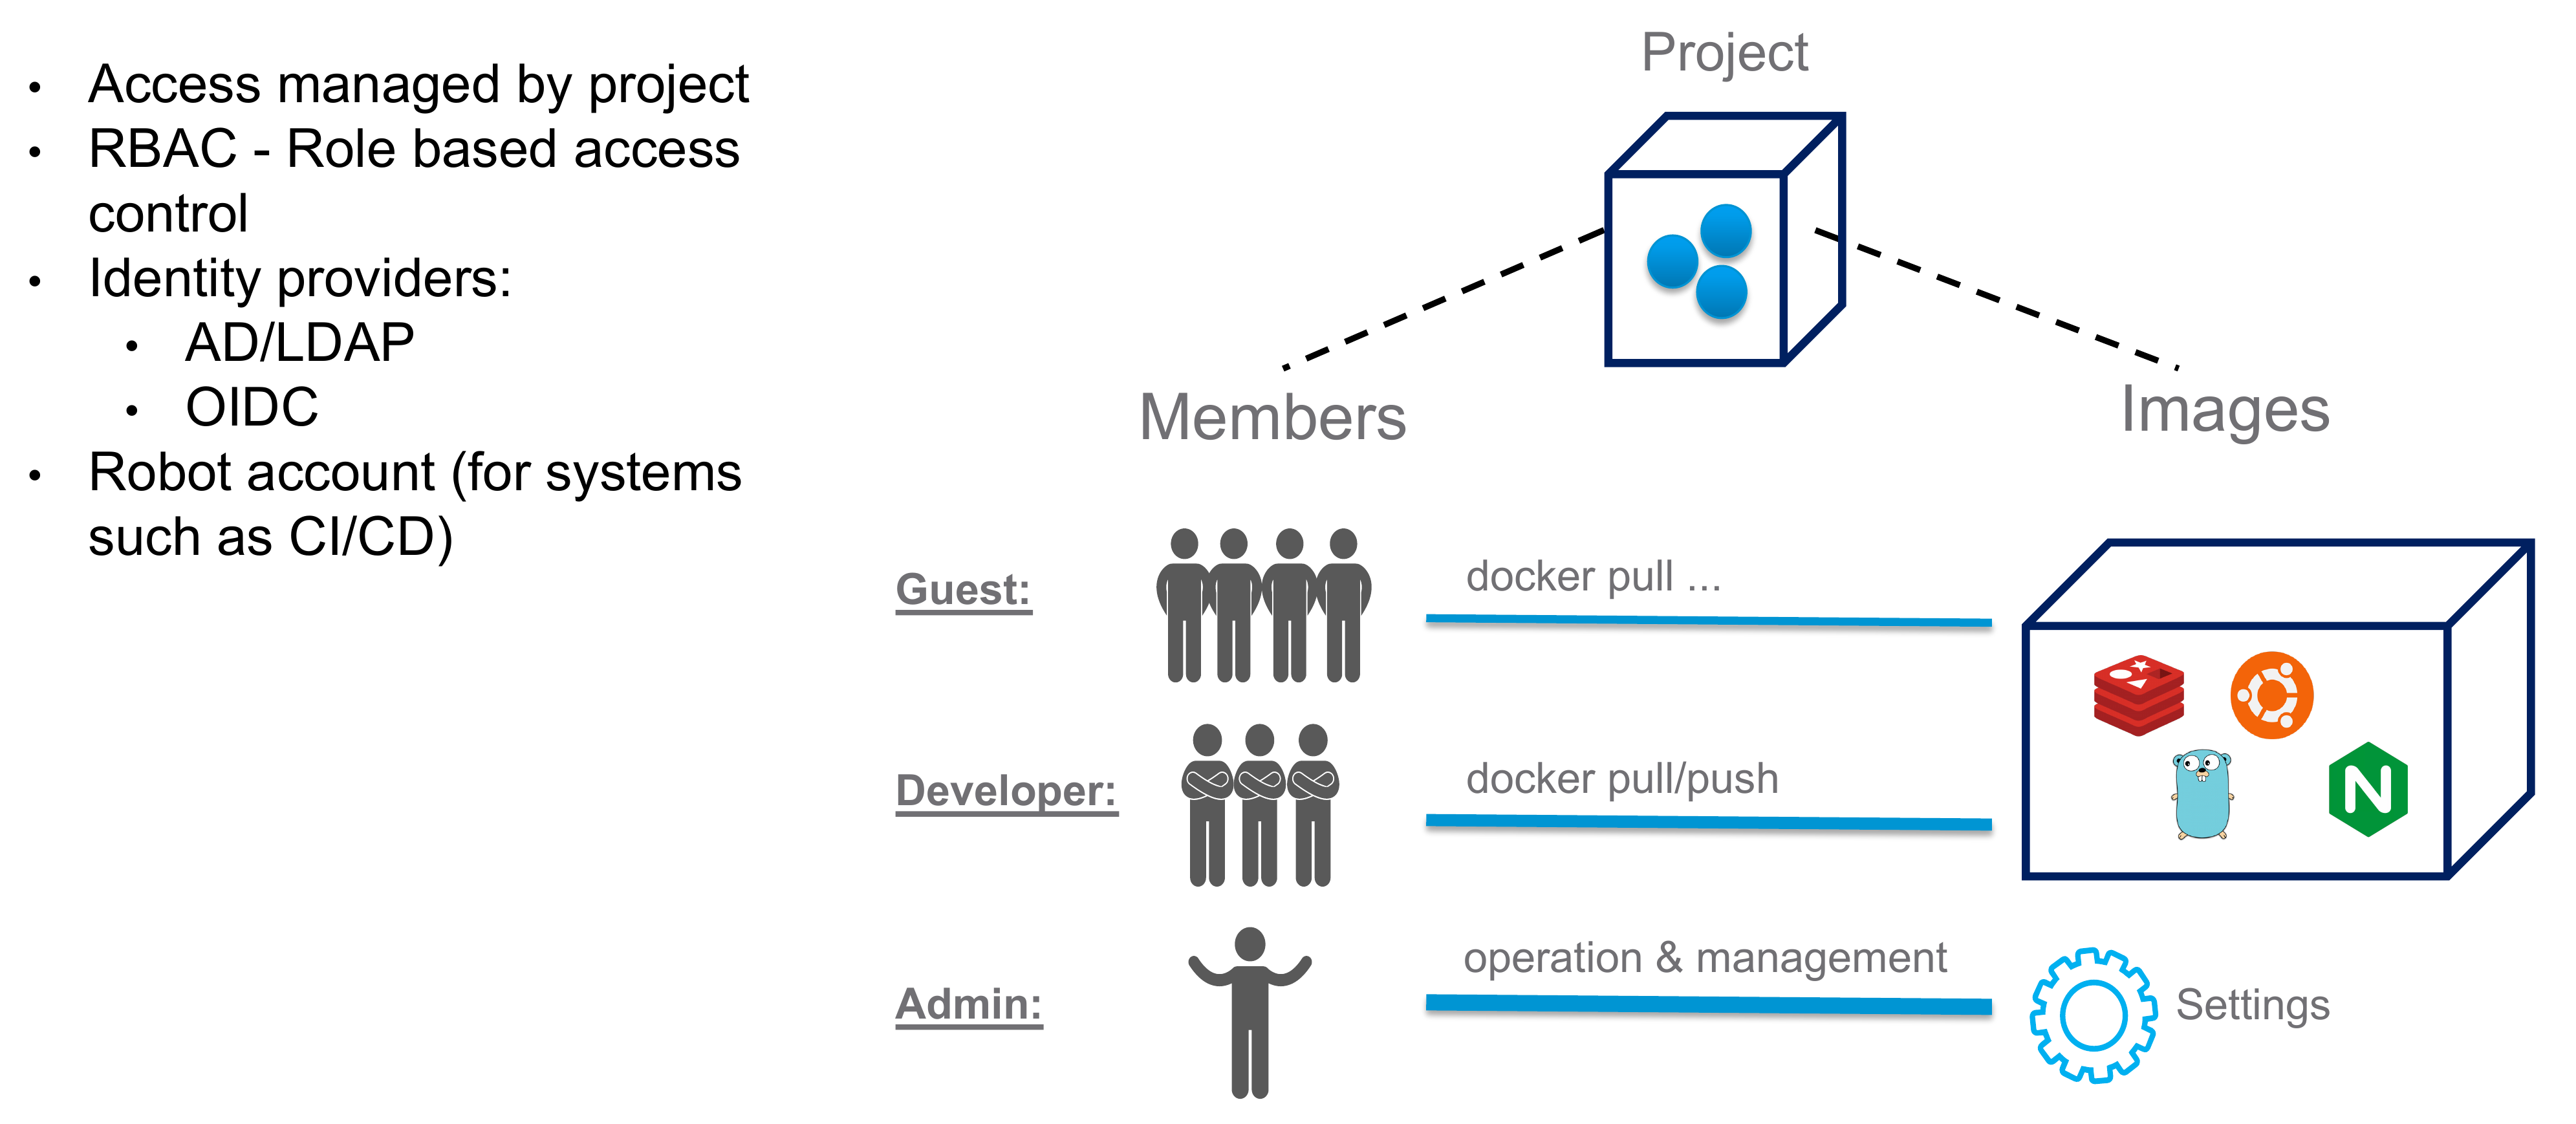 • Access managed by project
• RBAC - Role based access
control
• Identity providers:
• AD/LDAP
• OIDC
• Robot account (for systems
such as CI/CD)
Project
Members
Images
Guest:
docker pull ...
Developer:
docker pull/push
N
Admin:
operation & management
Settings